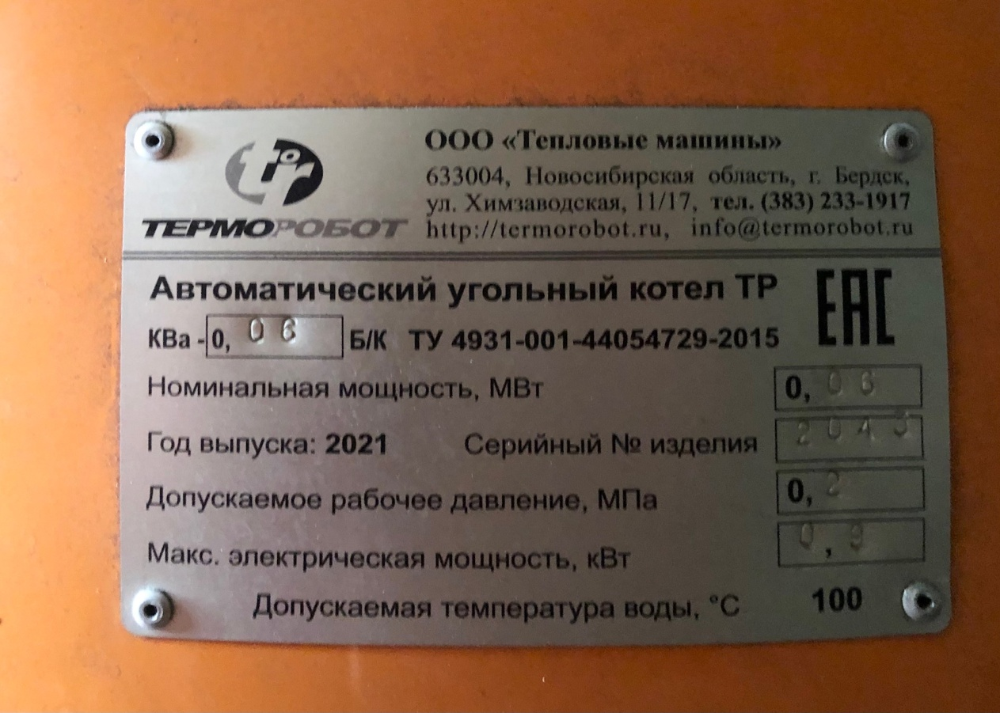 ООО «Тепловые машины»
633004, Новосибирская область, г. Бердск,
ул. Химзаводская, 11/17, тел. (383) 233-1917
http://termorobot.ru, info@termorobot.ru
ТЕРМОРОБОТ
Автоматический угольный котел ТР
EAC
КВа - 0, 06 Б/К ТУ 4931-001-44054729-2015
Номинальная мощность, МВт 0, 06
Год выпуска: 2021 Серийный № изделия 2045
Допускаемое рабочее давление, МПа 0, 2
Макс. электрическая мощность, кВт 0,9
Допускаемая температура воды, °С 100